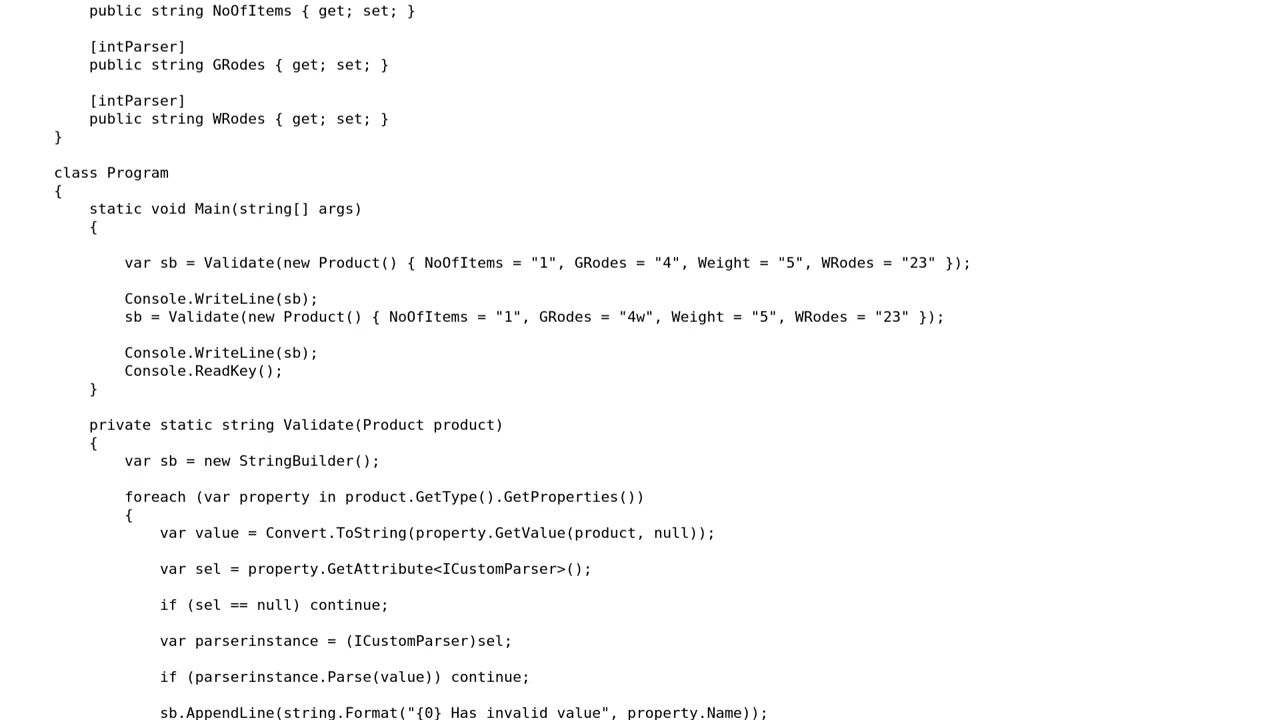 public string NoOfItems { get; set; }
[intParser]
public string GRodes { get; set; }
[intParser]
public string WRodes { get; set; }
}
class Program
{
static void Main(string[] args)
{
var sb = Validate(new Product() { NoOfItems = "1", GRodes = "4", Weight = "5", WRodes = "23" });
Console.WriteLine(sb);
sb = Validate(new Product() { NoOfItems = "1", GRodes = "4w", Weight = "5", WRodes = "23" });
Console.WriteLine(sb);
Console.ReadKey();
}
private static string Validate(Product product)
{
var sb = new StringBuilder();
foreach (var property in product.GetType().GetProperties())
{
var value = Convert.ToString(property.GetValue(product, null));
var sel = property.GetAttribute<ICustomParser>();
if (sel == null) continue;
var parserinstance = (ICustomParser)sel;
if (parserinstance.Parse(value)) continue;
sb.AppendLine(string.Format("{0} Has invalid value", property.Name));